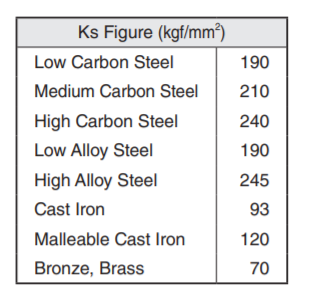 Ks Figure (kgf/mm²)
Low Carbon Steel 190
Medium Carbon Steel 210
High Carbon Steel 240
Low Alloy Steel 190
High Alloy Steel 245
Cast Iron 93
Malleable Cast Iron 120
Bronze, Brass 70